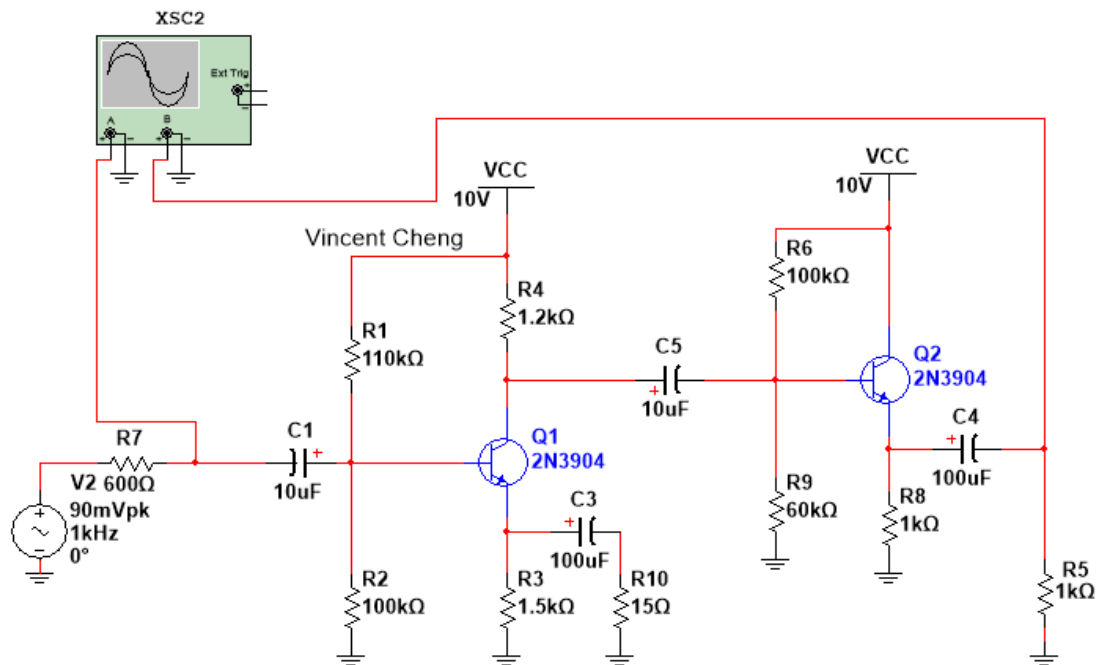 XSC2
Ext Trig
+
−
A
B
+
−
+
−
VCC
10V
VCC
10V
Vincent Cheng
R6
100kΩ
R4
1.2kΩ
R1
110kΩ
C5
+
10uF
Q2
2N3904
C1
+
10uF
Q1
2N3904
C4
+
100uF
R7
600Ω
V2
90mVpk
1kHz
0°
R9
60kΩ
R8
1kΩ
C3
+
100uF
R2
100kΩ
R3
1.5kΩ
R10
15Ω
R5
1kΩ